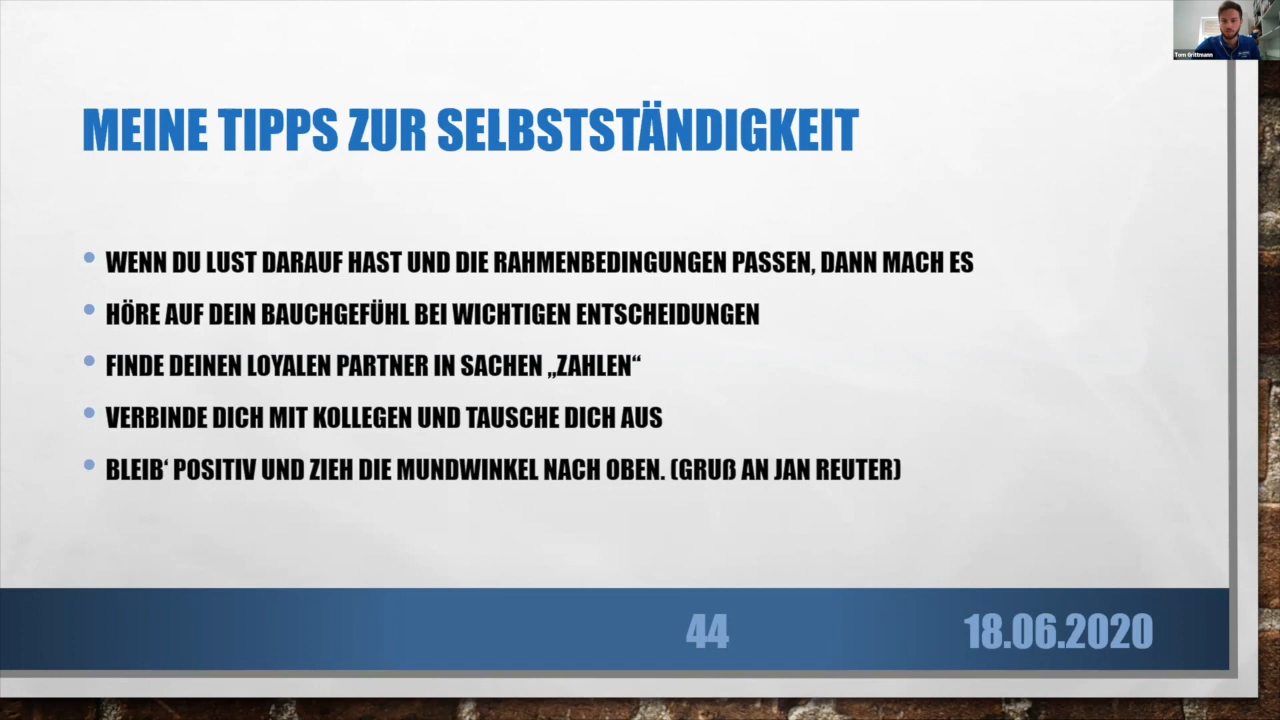 Tom Grittmann
MEINE TIPPS ZUR SELBSTSTÄNDIGKEIT
• WENN DU LUST DARAUF HAST UND DIE RAHMENBEDINGUNGEN PASSEN, DANN MACH ES
• HÖRE AUF DEIN BAUCHGEFÜHL BEI WICHTIGEN ENTSCHEIDUNGEN
• FINDE DEINEN LOYALEN PARTNER IN SACHEN „ZAHLEN“
• VERBINDE DICH MIT KOLLEGEN UND TAUSCHE DICH AUS
• BLEIB‘ POSITIV UND ZIEH DIE MUNDWINKEL NACH OBEN. (GRUß AN JAN REUTER)
44
18.06.2020